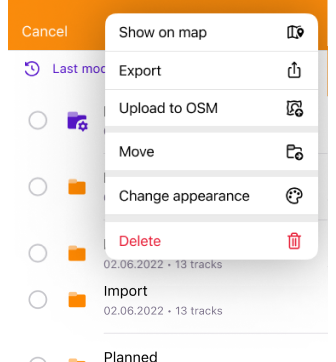 Cancel
Show on map
Last
Export
Upload to OSM
Move
Change appearance
Delete
02.06.2022 • 13 tracks
Import
02.06.2022 • 13 tracks
Planned